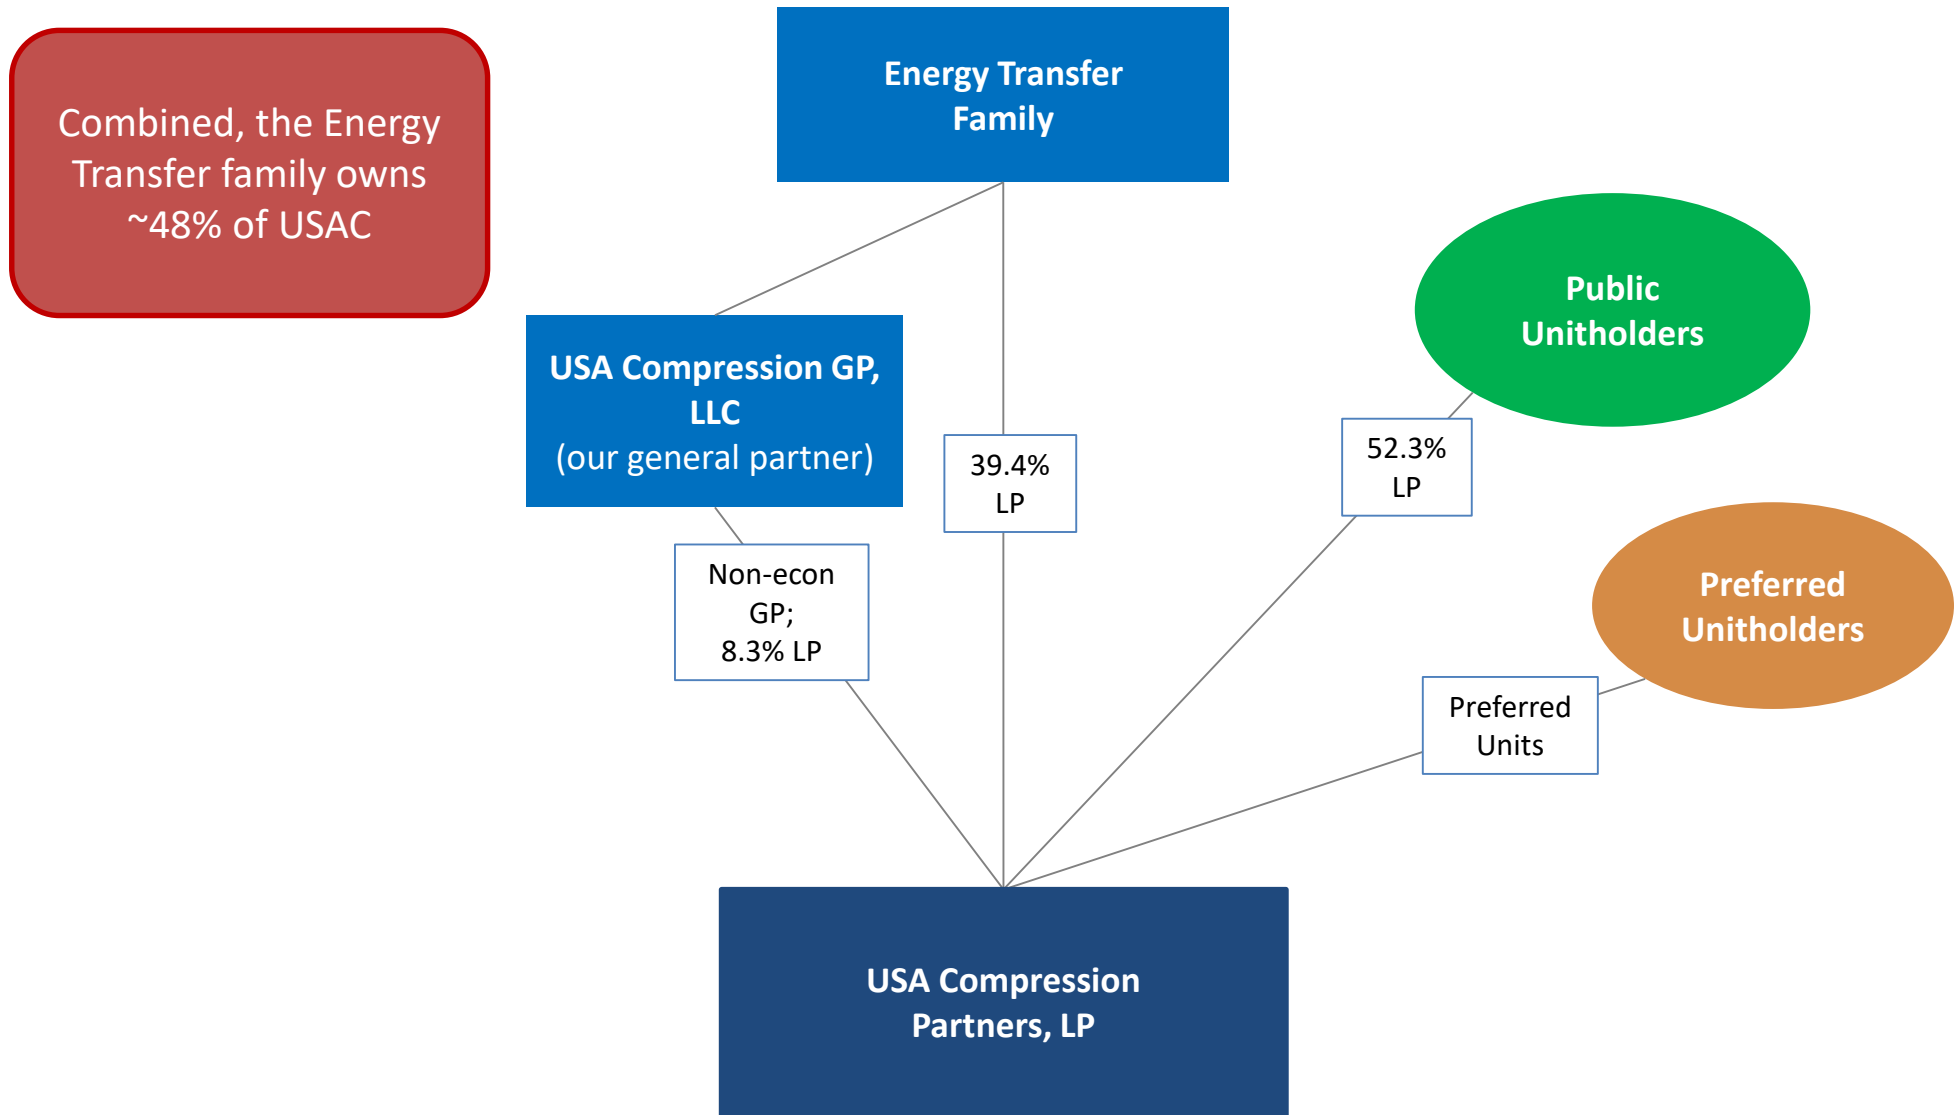 Combined, the Energy
Transfer family owns
~48% of USAC
Energy Transfer
Family
USA Compression GP,
LLC
(our general partner)
Public
Unitholders
39.4%
LP
52.3%
LP
Non-econ
GP;
8.3% LP
Preferred
Unitholders
Preferred
Units
USA Compression
Partners, LP